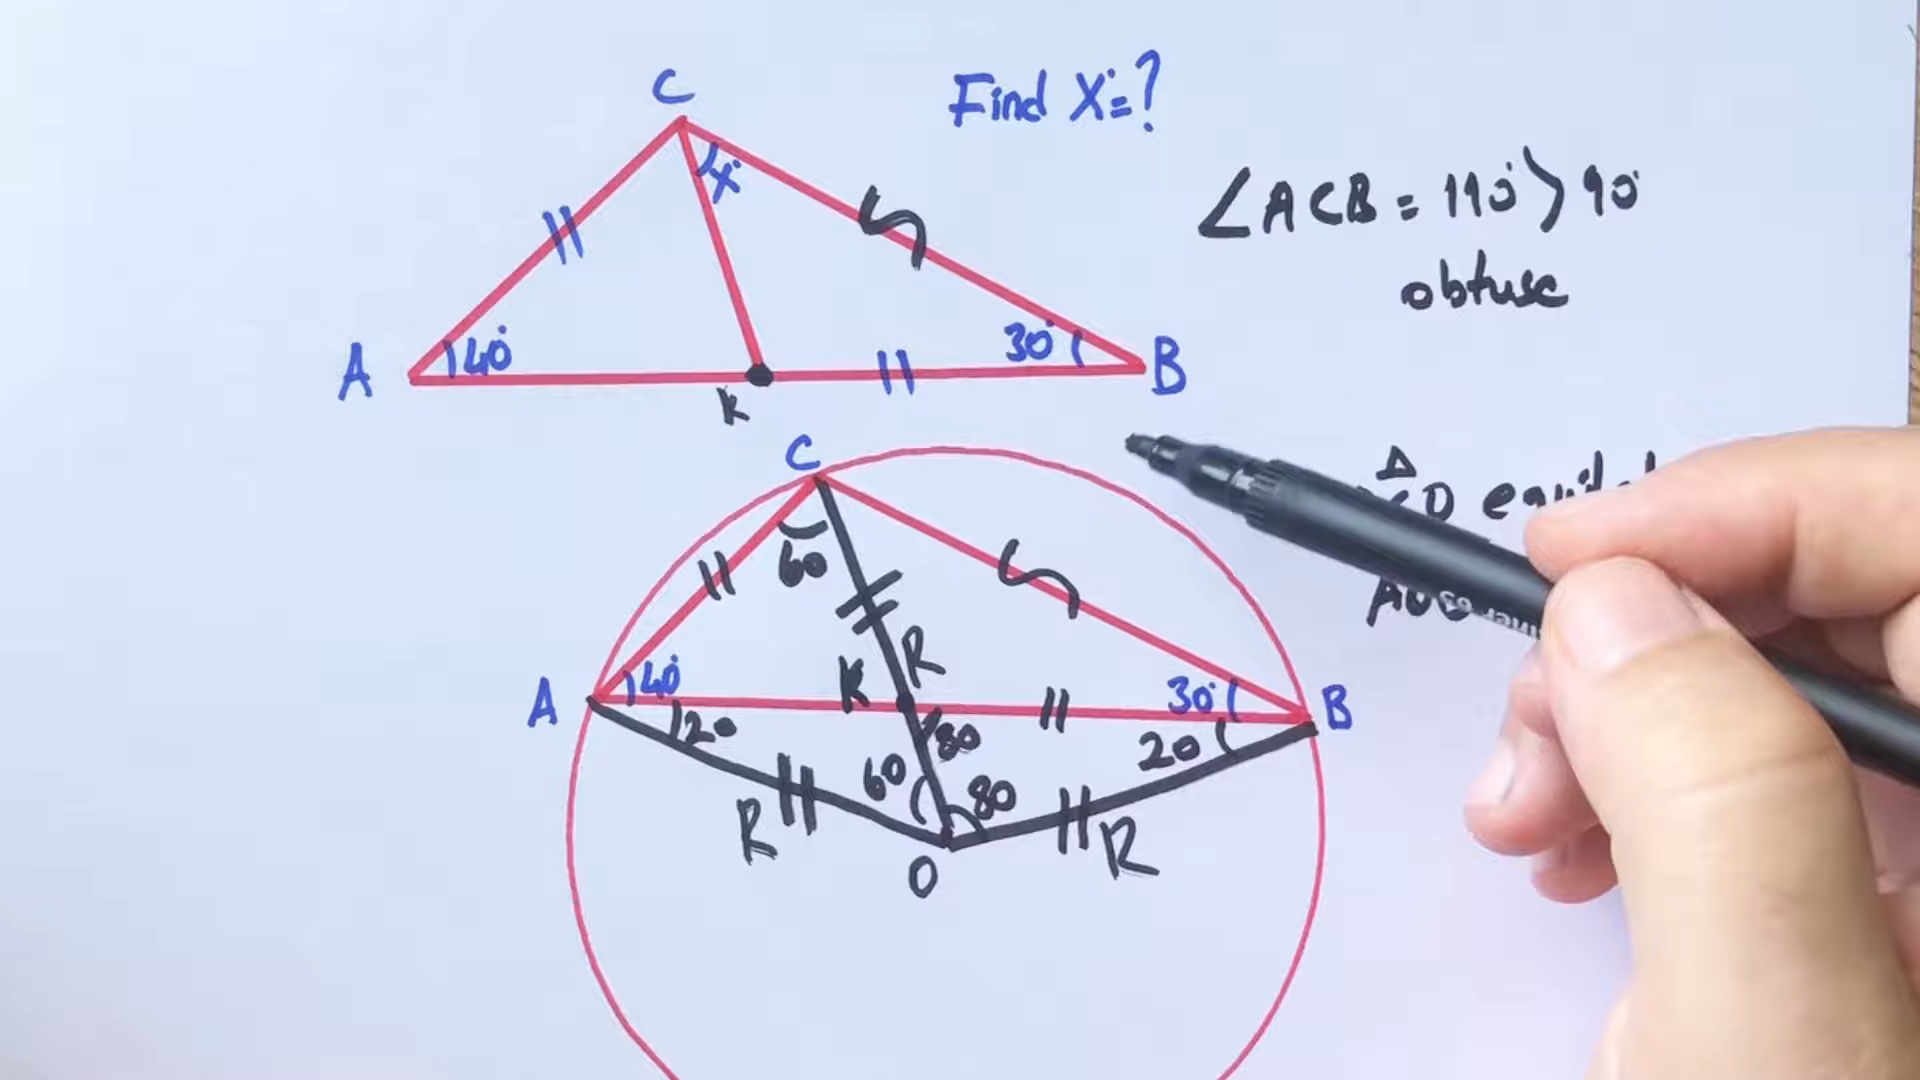 C
Find X°=?
X°
∠ACB = 110° > 90°
obtuse
A
40°
30°
B
K
C
60
R
K
A
40°
30°
B
20
80
20
60
80
R
R
O